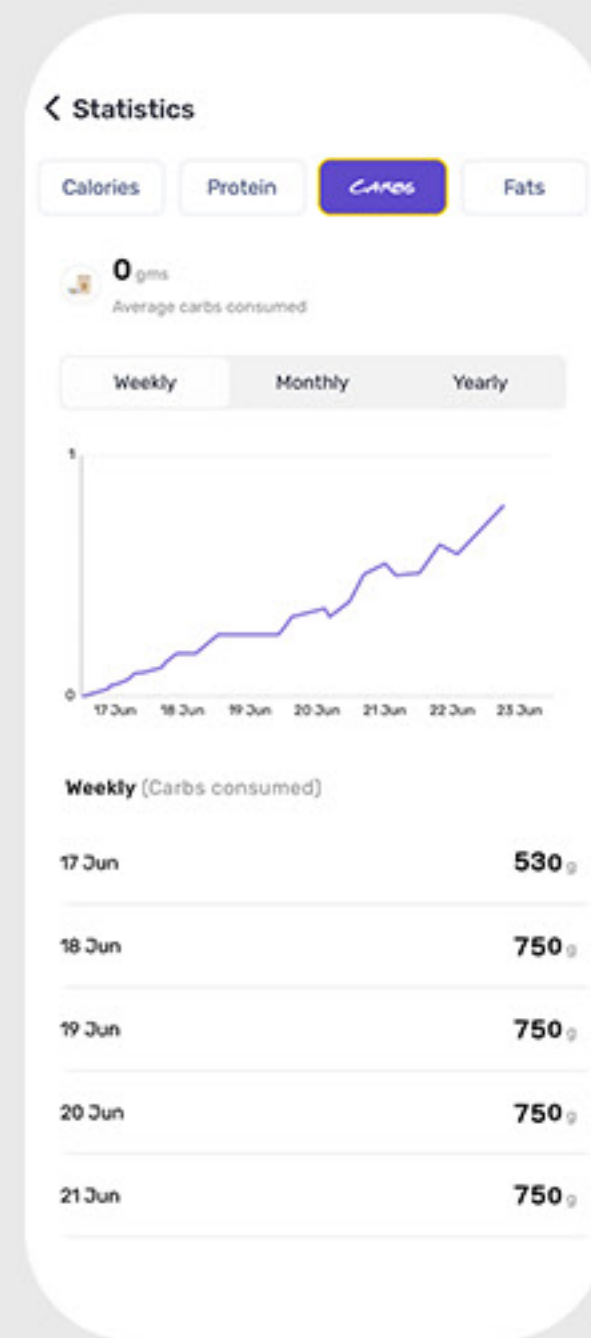 Statistics
Calories Protein CARBS Fats
0 gms
Average carbs consumed
Weekly Monthly Yearly
1
0
17 Jun 18 Jun 19 Jun 20 Jun 21 Jun 22 Jun 23 Jun
Weekly (Carbs consumed)
17 Jun 530 g
18 Jun 750 g
19 Jun 750 g
20 Jun 750 g
21 Jun 750 g